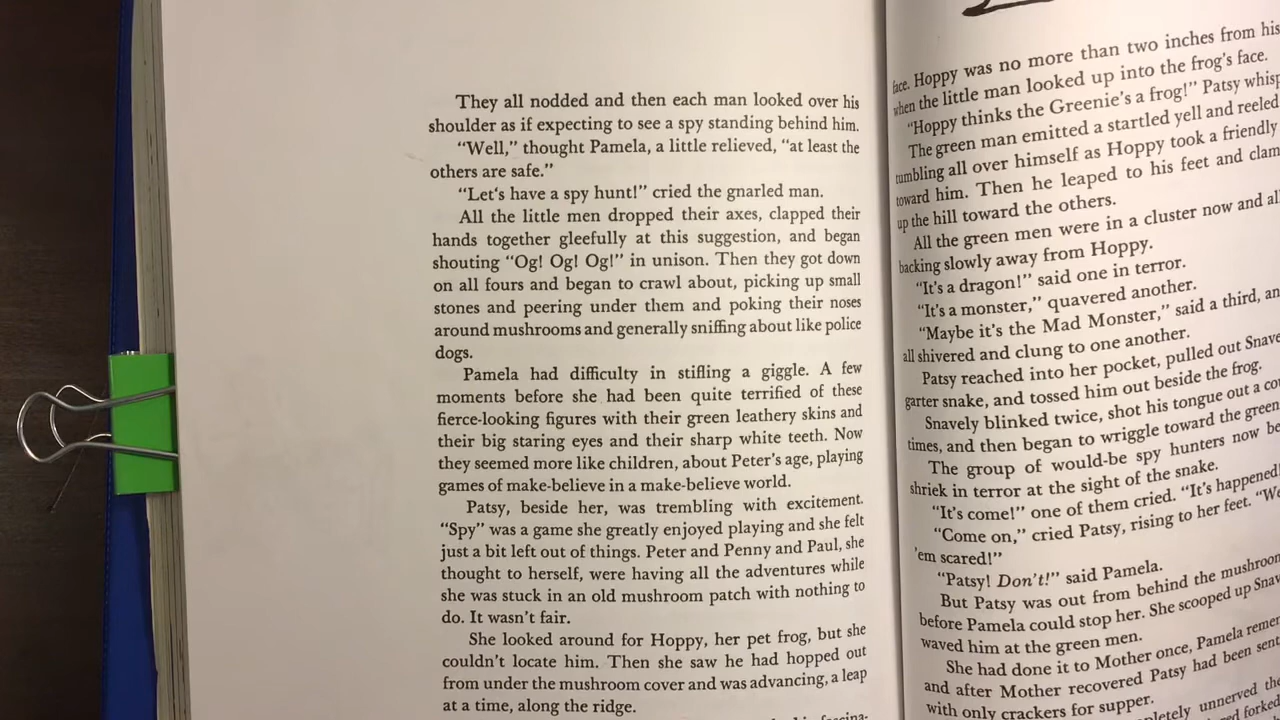 They all nodded and then each man looked over his
shoulder as if expecting to see a spy standing behind him.
“Well,” thought Pamela, a little relieved, “at least the
others are safe.”
“Let‘s have a spy hunt!” cried the gnarled man.
All the little men dropped their axes, clapped their
hands together gleefully at this suggestion, and began
shouting “Og! Og! Og!” in unison. Then they got down
on all fours and began to crawl about, picking up small
stones and peering under them and poking their noses
around mushrooms and generally sniffing about like police
dogs.
Pamela had difficulty in stifling a giggle. A few
moments before she had been quite terrified of these
fierce-looking figures with their green leathery skins and
their big staring eyes and their sharp white teeth. Now
they seemed more like children, about Peter’s age, playing
games of make-believe in a make-believe world.
Patsy, beside her, was trembling with excitement.
“Spy” was a game she greatly enjoyed playing and she felt
just a bit left out of things. Peter and Penny and Paul, she
thought to herself, were having all the adventures while
she was stuck in an old mushroom patch with nothing to
do. It wasn’t fair.
She looked around for Hoppy, her pet frog, but she
couldn’t locate him. Then she saw he had hopped out
from under the mushroom cover and was advancing, a leap
at a time, along the ridge.
face. Hoppy was no more than two inches from his
when the little man looked up into the frog’s face.
“Hoppy thinks the Greenie’s a frog!” Patsy
The green man emitted a startled yell and reeled
tumbling all over himself as Hoppy took a friendly
toward him. Then he leaped to his feet and
up the hill toward the others.
All the green men were in a cluster now and
backing slowly away from Hoppy.
“It’s a dragon!” said one in terror.
“It’s a monster,” quavered another.
“Maybe it’s the Mad Monster,” said a third,
all shivered and clung to one another.
Patsy reached into her pocket, pulled out
garter snake, and tossed him out beside the frog.
Snavely blinked twice, shot his tongue out a
times, and then began to wriggle toward the
The group of would-be spy hunters now
shriek in terror at the sight of the snake.
“It’s come!” one of them cried. “It’s happened!
“Come on,” cried Patsy, rising to her feet.
’em scared!”
“Patsy! Don’t!” said Pamela.
But Patsy was out from behind the
before Pamela could stop her. She scooped up
waved him at the green men.
She had done it to Mother once, Pamela
and after Mother recovered Patsy had been
with only crackers for supper.
unnerved the
forked